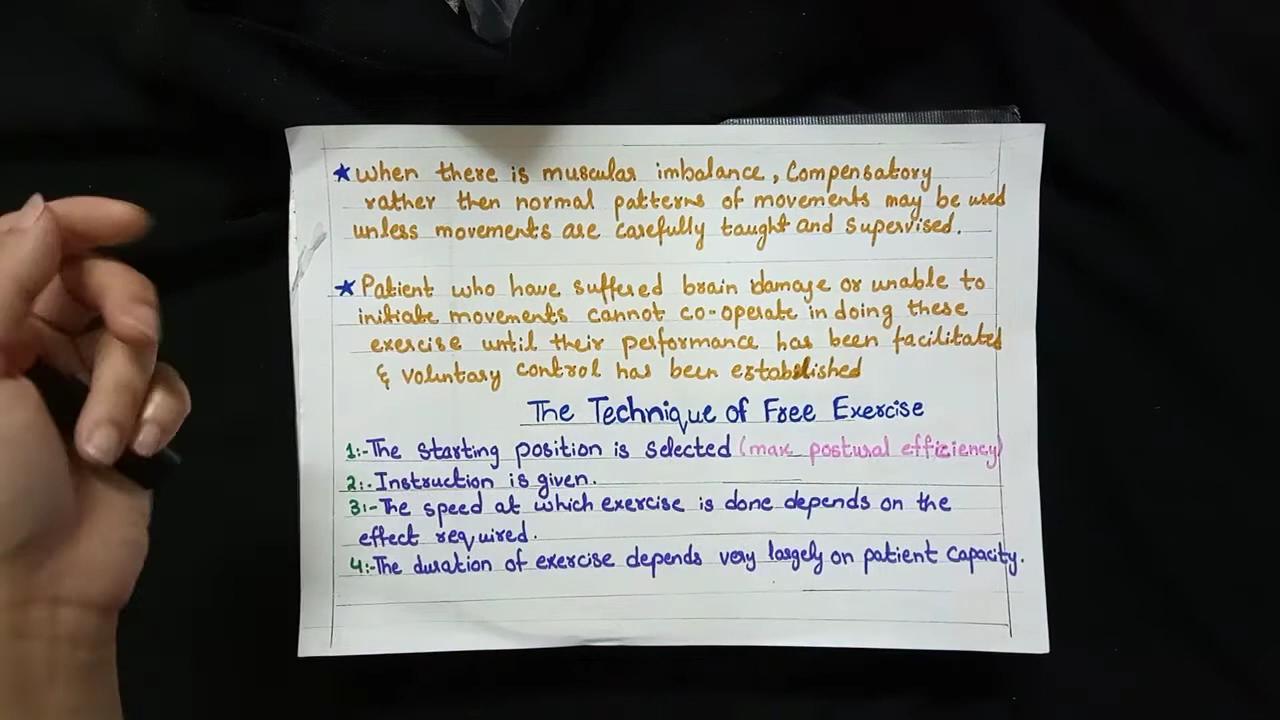 ★ When there is muscular imbalance, Compensatory
rather then normal patterns of movements may be used
unless movements are carefully taught and supervised.
★ Patient who have suffered brain damage or unable to
initiate movements cannot co-operate in doing these
exercise until their performance has been facilitated
& voluntary control has been established
The Technique of Free Exercise
1:-The starting position is selected (max postural efficiency)
2:-Instruction is given.
3:-The speed at which exercise is done depends on the
effect required.
4:-The duration of exercise depends very largely on patient capacity.